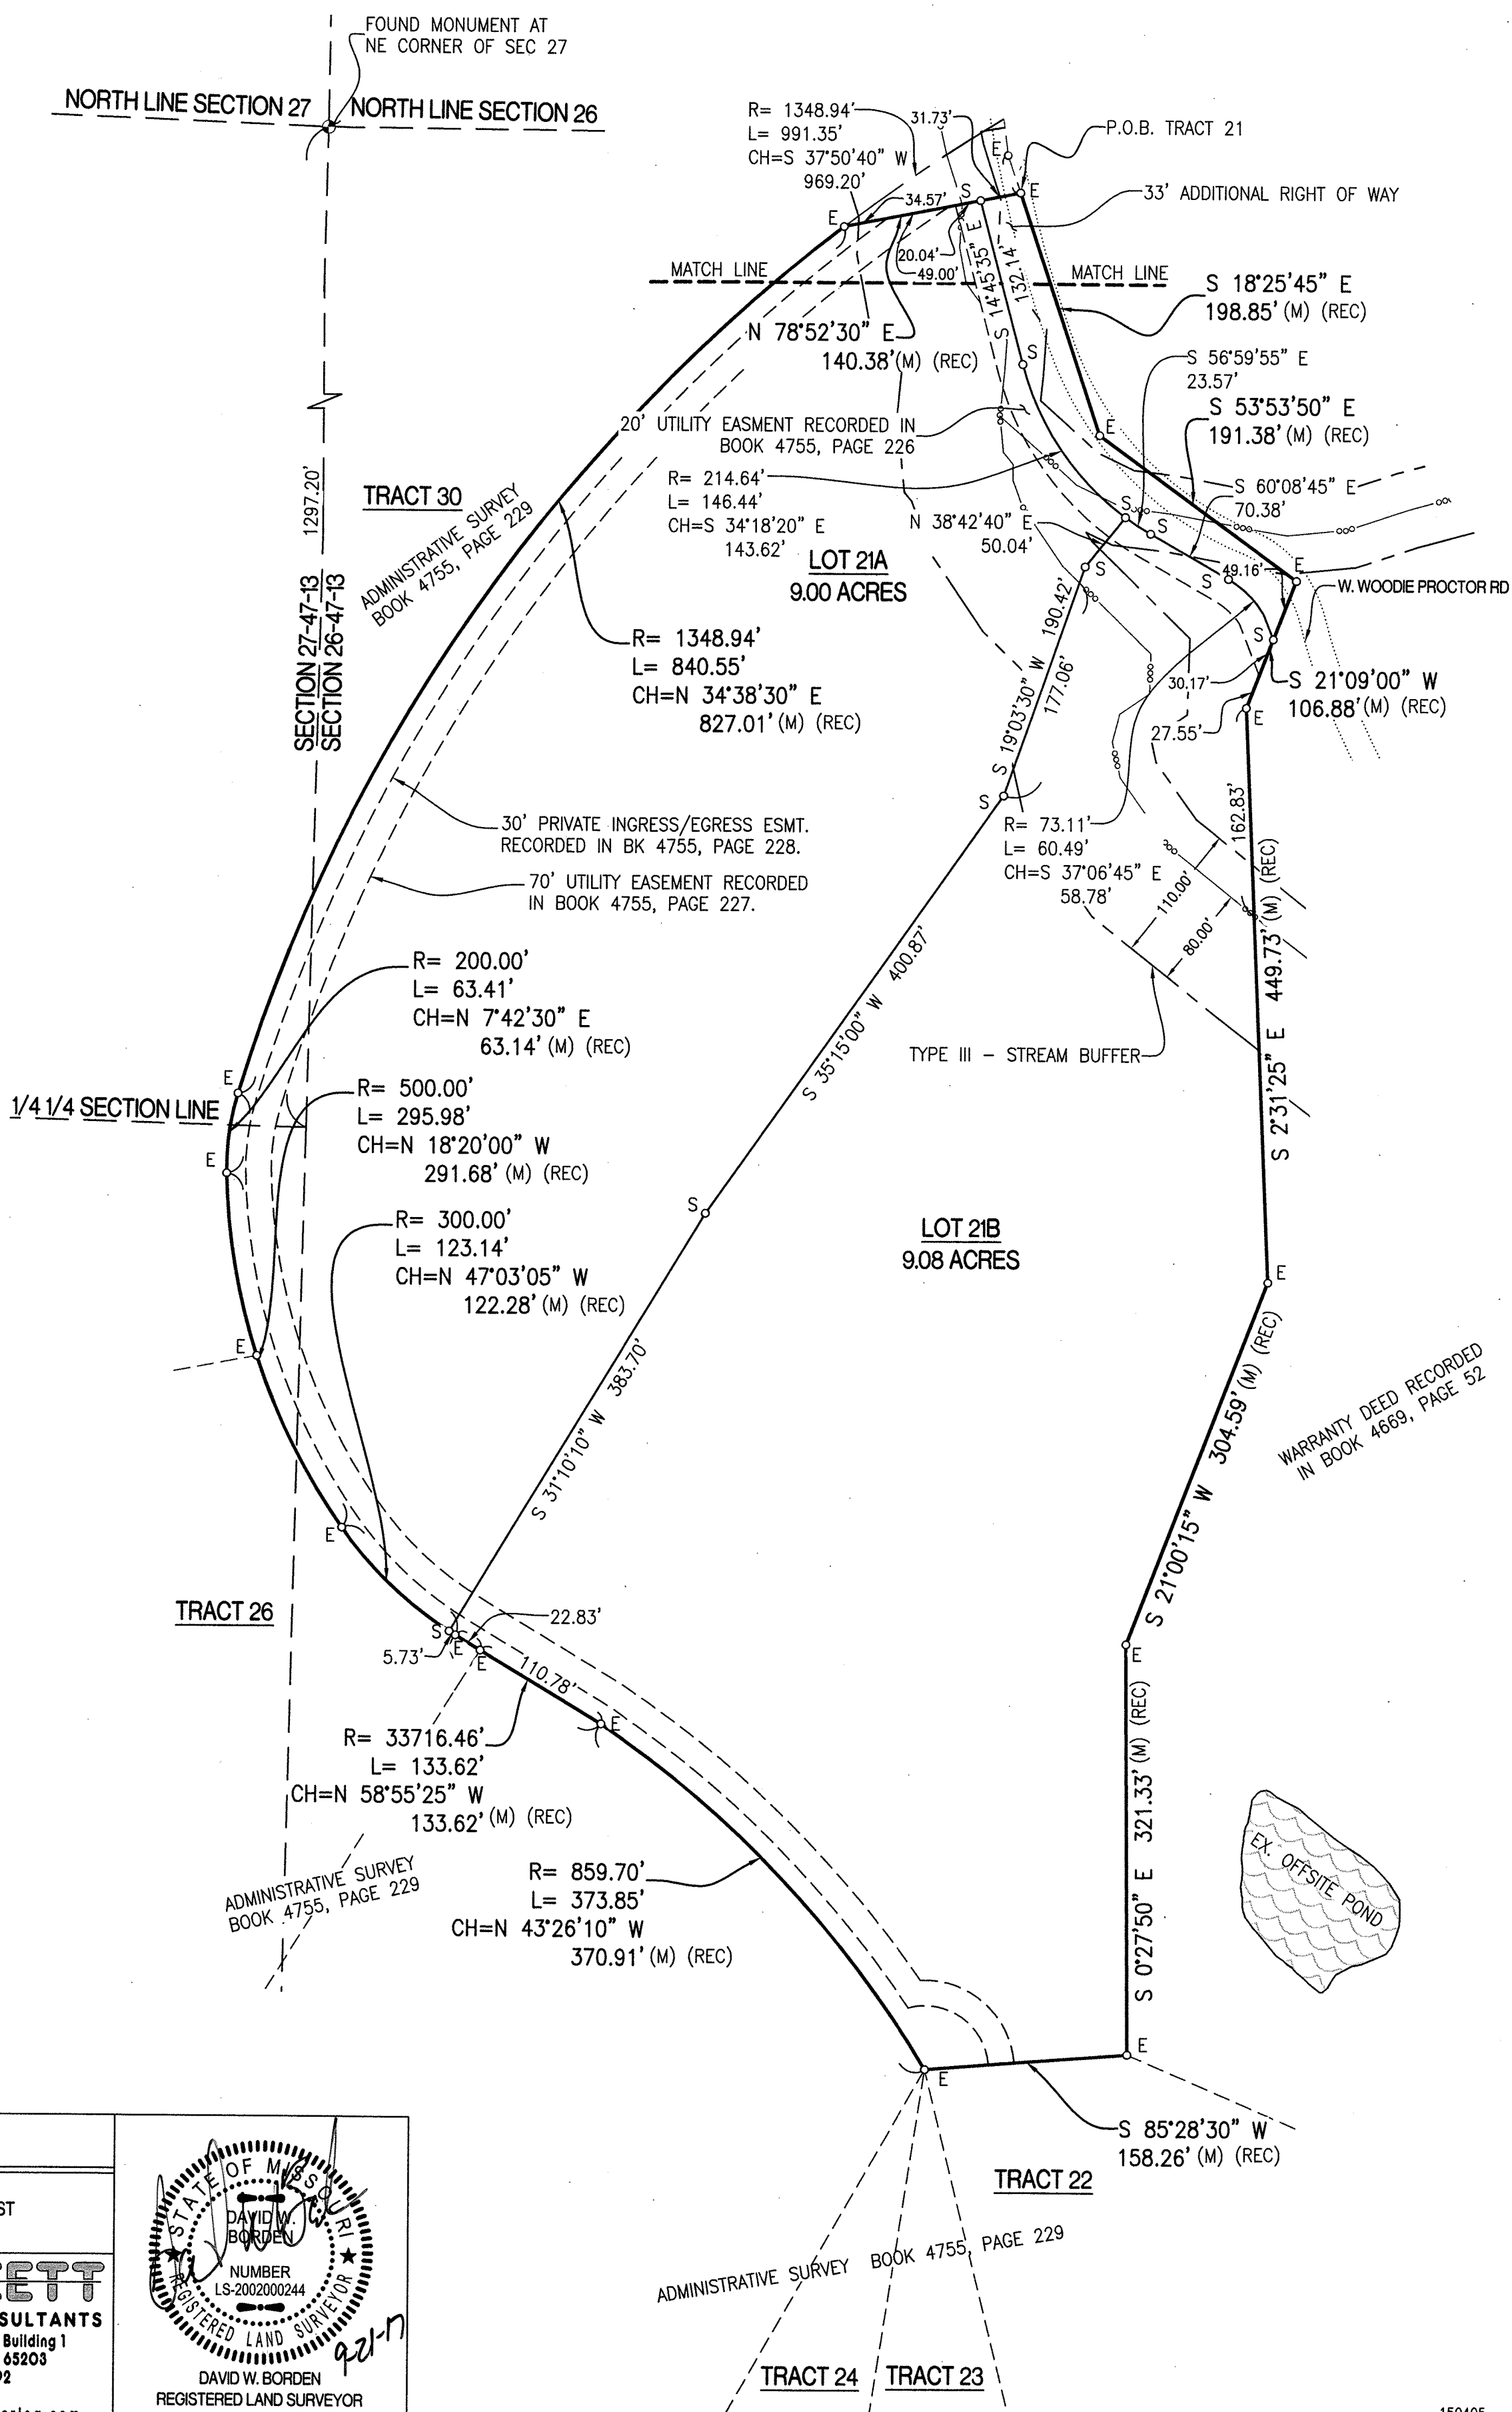 FOUND MONUMENT AT
NE CORNER OF SEC 27
NORTH LINE SECTION 27
NORTH LINE SECTION 26
R= 1348.94'
L= 991.35'
CH=S 37°50'40" W
969.20'
31.73'
E
P.O.B. TRACT 21
S
E
E
34.57'
33' ADDITIONAL RIGHT OF WAY
20.04'
49.00'
S 14°45'35" E
132.14'
MATCH LINE
MATCH LINE
S 18°25'45" E
198.85' (M) (REC)
N 78°52'30" E
140.38' (M) (REC)
S
S 56°59'55" E
23.57'
S 53°53'50" E
191.38' (M) (REC)
20' UTILITY EASMENT RECORDED IN
BOOK 4755, PAGE 226
E
1297.20'
TRACT 30
ADMINISTRATIVE SURVEY
BOOK 4755, PAGE 229
R= 214.64'
L= 146.44'
CH=S 34°18'20" E
143.62'
S 60°08'45" E
70.38'
S
S
N 38°42'40" E
50.04'
LOT 21A
9.00 ACRES
S
S
49.16'
E
W. WOODIE PROCTOR RD
SECTION 27-47-13
SECTION 26-47-13
190.42'
S 19°03'30" W
177.06'
R= 1348.94'
L= 840.55'
CH=N 34°38'30" E
827.01' (M) (REC)
S
30.17'
S 21°09'00" W
106.88' (M) (REC)
27.55'
E
162.83'
S
R= 73.11'
L= 60.49'
CH=S 37°06'45" E
58.78'
30' PRIVATE INGRESS/EGRESS ESMT.
RECORDED IN BK 4755, PAGE 228.
70' UTILITY EASEMENT RECORDED
IN BOOK 4755, PAGE 227.
110.00'
80.00'
S 2°31'25" E 449.73' (M) (REC)
R= 200.00'
L= 63.41'
CH=N 7°42'30" E
63.14' (M) (REC)
S 35°15'00" W 400.87'
TYPE III - STREAM BUFFER
E
1/4 1/4 SECTION LINE
R= 500.00'
L= 295.98'
CH=N 18°20'00" W
291.68' (M) (REC)
E
S
R= 300.00'
L= 123.14'
CH=N 47°03'05" W
122.28' (M) (REC)
LOT 21B
9.08 ACRES
E
E
S 31°10'10" W 383.70'
S 21°00'15" W 304.59' (M) (REC)
WARRANTY DEED RECORDED
IN BOOK 4669, PAGE 52
E
TRACT 26
22.83'
S
5.73'
E
E
110.78'
E
E
R= 33716.46'
L= 133.62'
CH=N 58°55'25" W
133.62' (M) (REC)
S 0°27'50" E 321.33' (M) (REC)
EX. OFFSITE POND
ADMINISTRATIVE SURVEY
BOOK 4755, PAGE 229
R= 859.70'
L= 373.85'
CH=N 43°26'10" W
370.91' (M) (REC)
E
E
S 85°28'30" W
158.26' (M) (REC)
TRACT 22
ADMINISTRATIVE SURVEY BOOK 4755, PAGE 229
TRACT 24
TRACT 23
ST
ETT
SULTANTS
Building 1
65203
STATE OF MISSOURI
DAVID W.
BORDEN
NUMBER
LS-2002000244
REGISTERED LAND SURVEYOR
9-21-17
DAVID W. BORDEN
REGISTERED LAND SURVEYOR